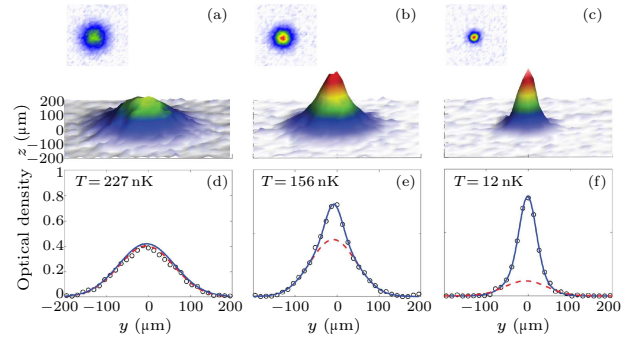 (a) (b) (c)
z (µm)
200
100
0
−100
−200
(d) (e) (f)
T = 227 nK T = 156 nK T = 12 nK
Optical density
1
0.8
0.6
0.4
0.2
0
−200 −100 0 100 200 −100 0 100 200 −100 0 100 200
y (µm) y (µm) y (µm)